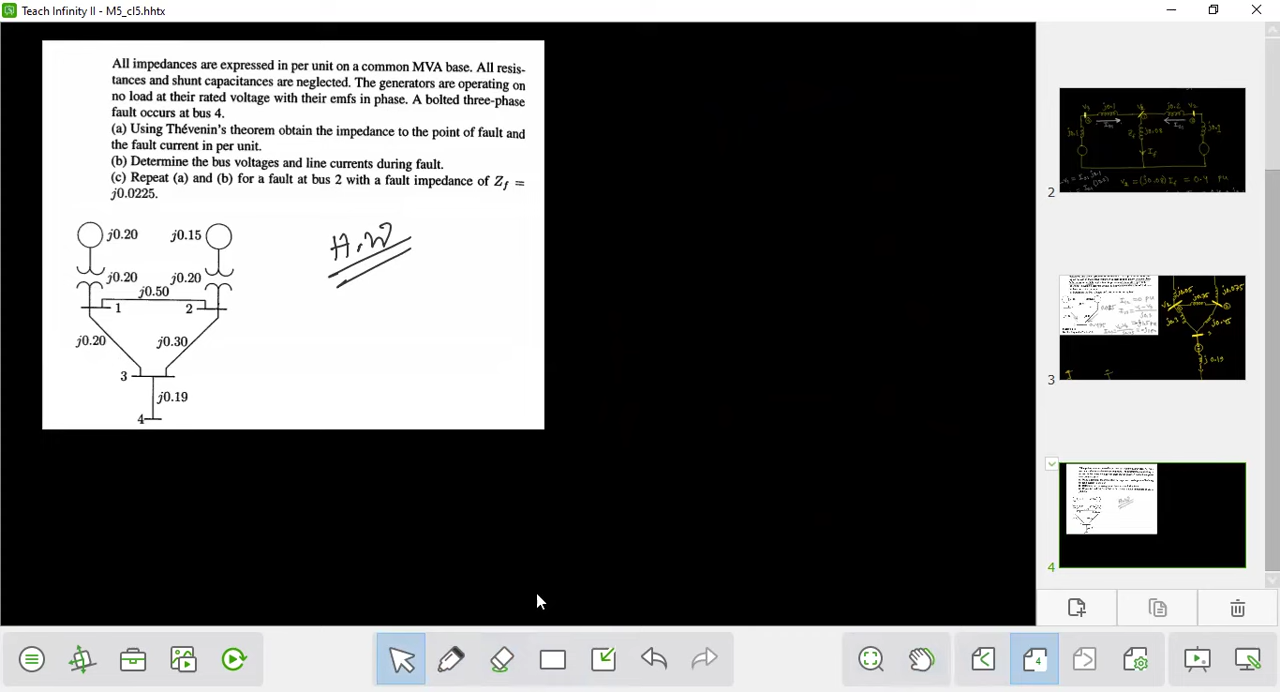 Teach Infinity II - M5_cl5.hhtx
All impedances are expressed in per unit on a common MVA base. All resis-
tances and shunt capacitances are neglected. The generators are operating on
no load at their rated voltage with their emfs in phase. A bolted three-phase
fault occurs at bus 4.
(a) Using Thévenin's theorem obtain the impedance to the point of fault and
the fault current in per unit.
(b) Determine the bus voltages and line currents during fault.
(c) Repeat (a) and (b) for a fault at bus 2 with a fault impedance of Zf =
j0.0225.
j0.20 j0.15
H.W
j0.20 j0.20
j0.50
1 2
j0.20 j0.30
3
j0.19
4
2
3
4
4